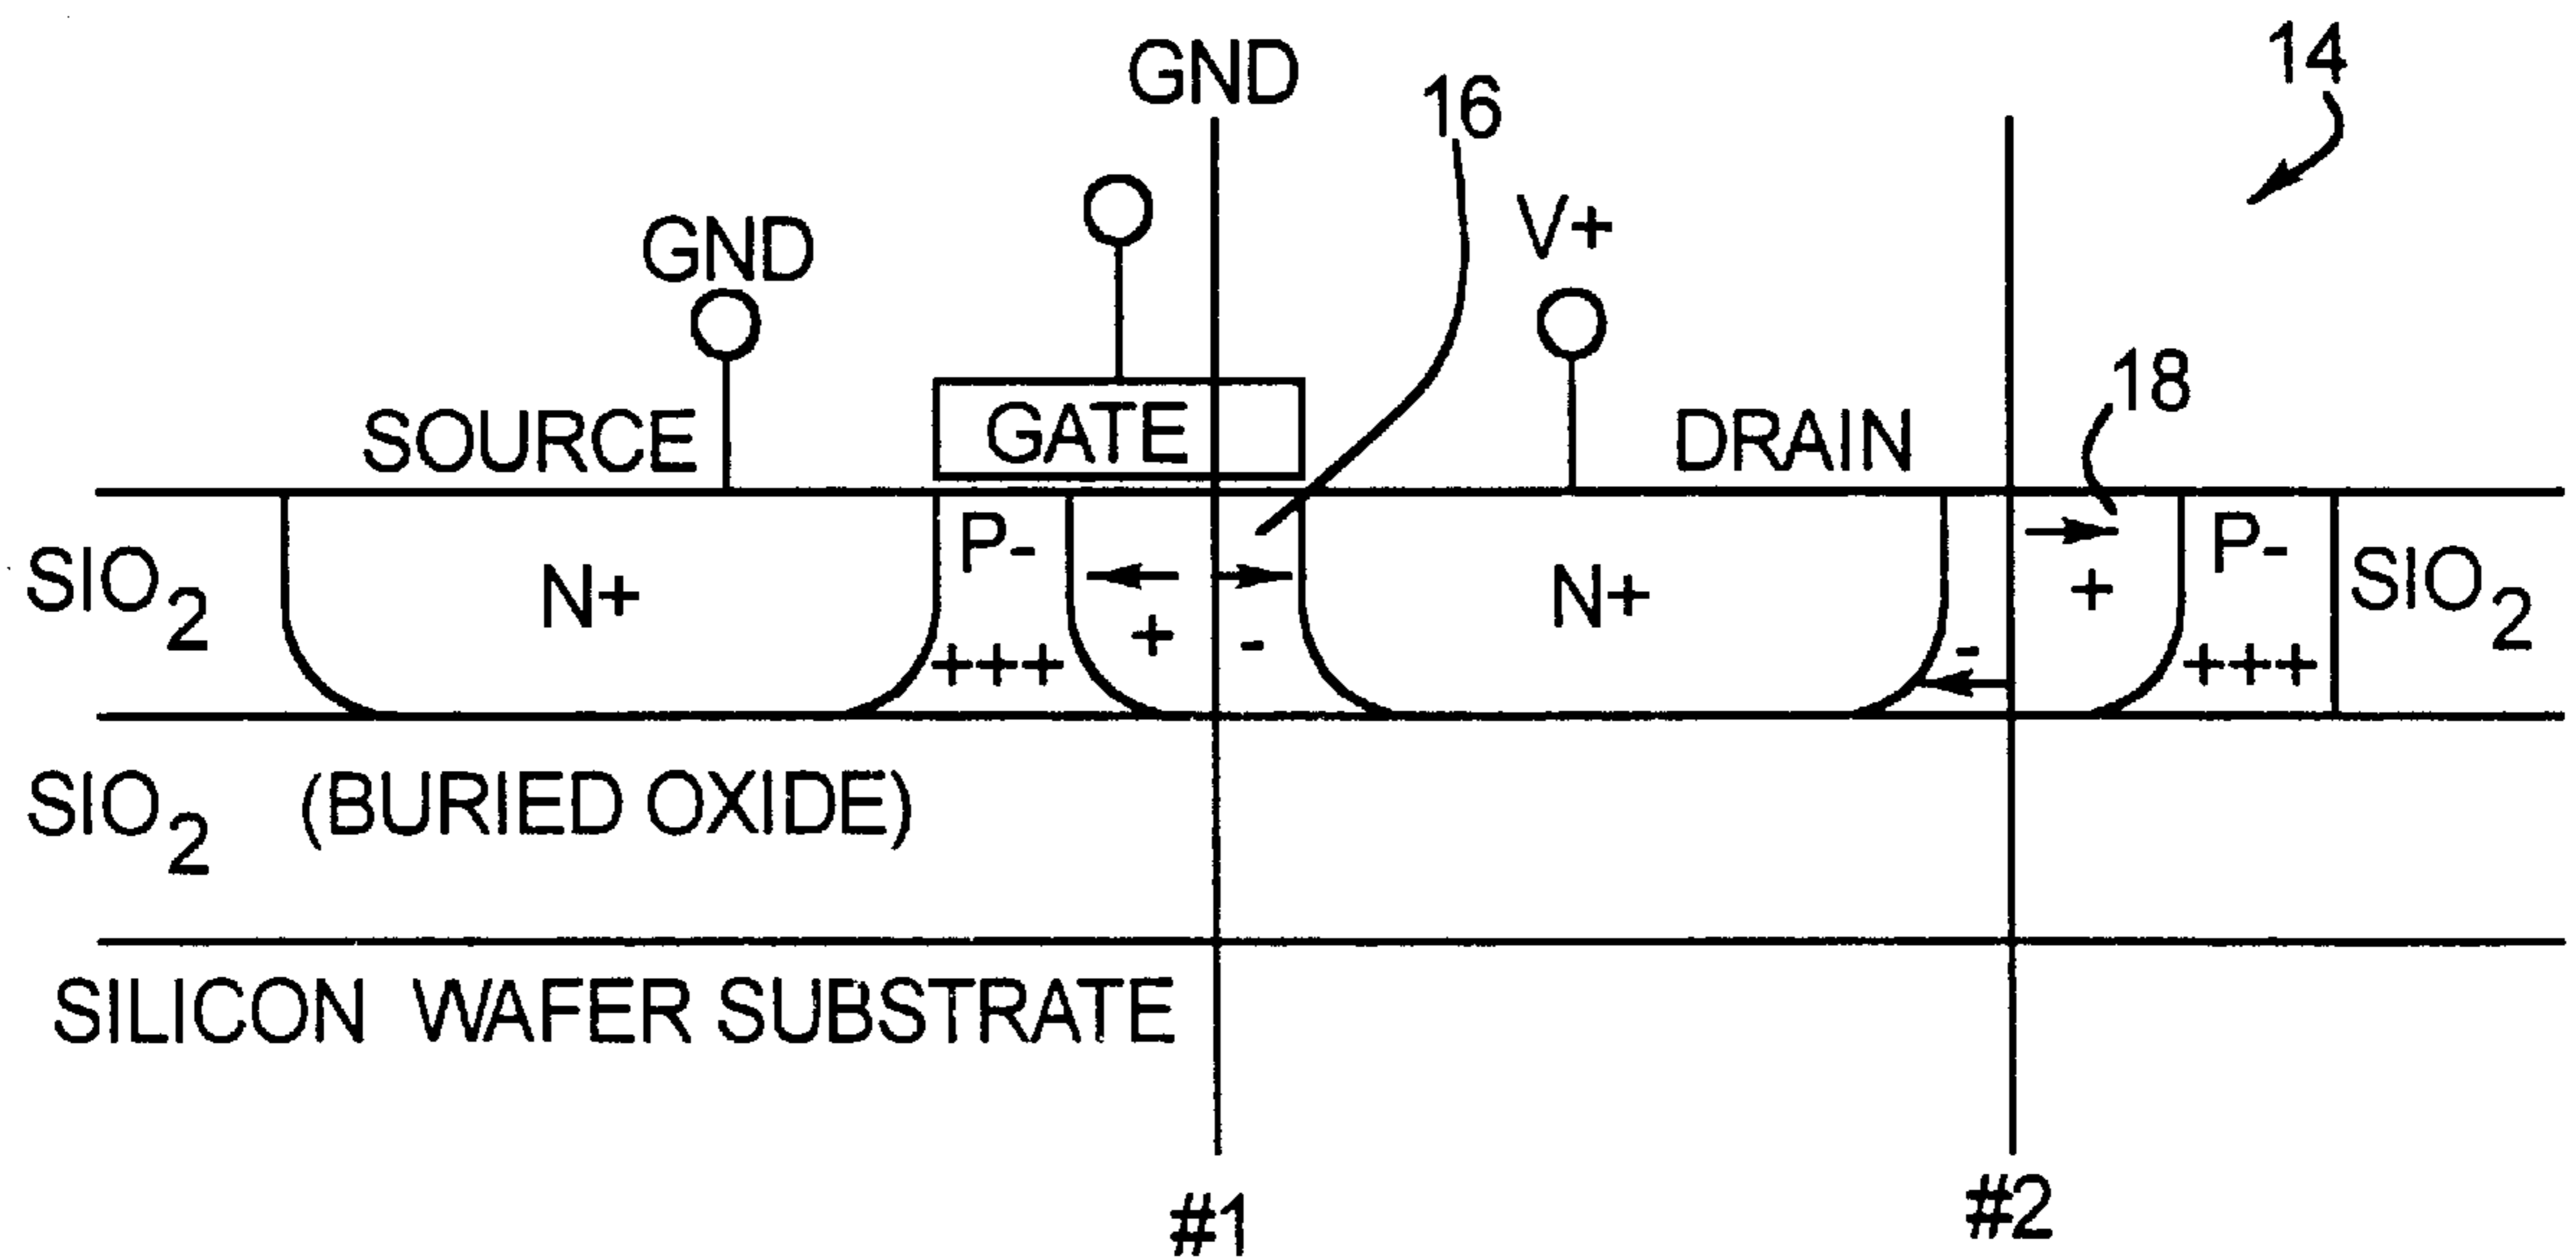 14
GND
16
GND
V+
18
SOURCE
GATE
DRAIN
P-
P-
SIO2
N+
+
-
N+
+
SIO2
+++
-
+++
SIO2 (BURIED OXIDE)
SILICON WAFER SUBSTRATE
#1
#2